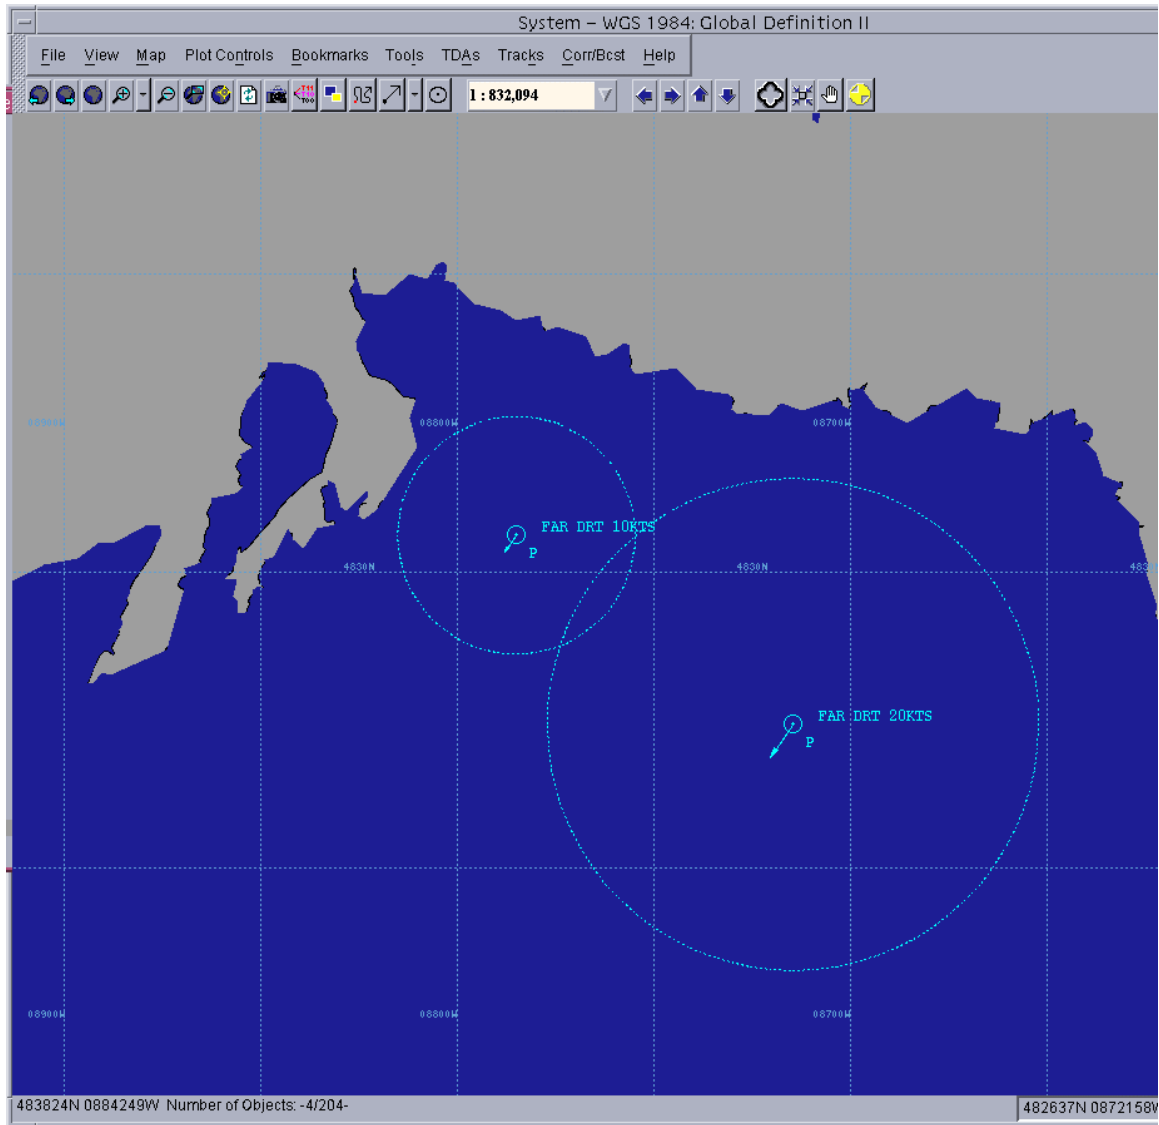 System – WGS 1984: Global Definition II
File View Map Plot Controls Bookmarks Tools TDAs Tracks Corr/Bcst Help
1 : 832,094
08900W 08800W 08700W
FAR DRT 10KTS
P
4830N 4830N
FAR DRT 20KTS
P
08900W 08800W 08700W
483824N 0884249W Number of Objects: -4/204-
482637N 0872158W